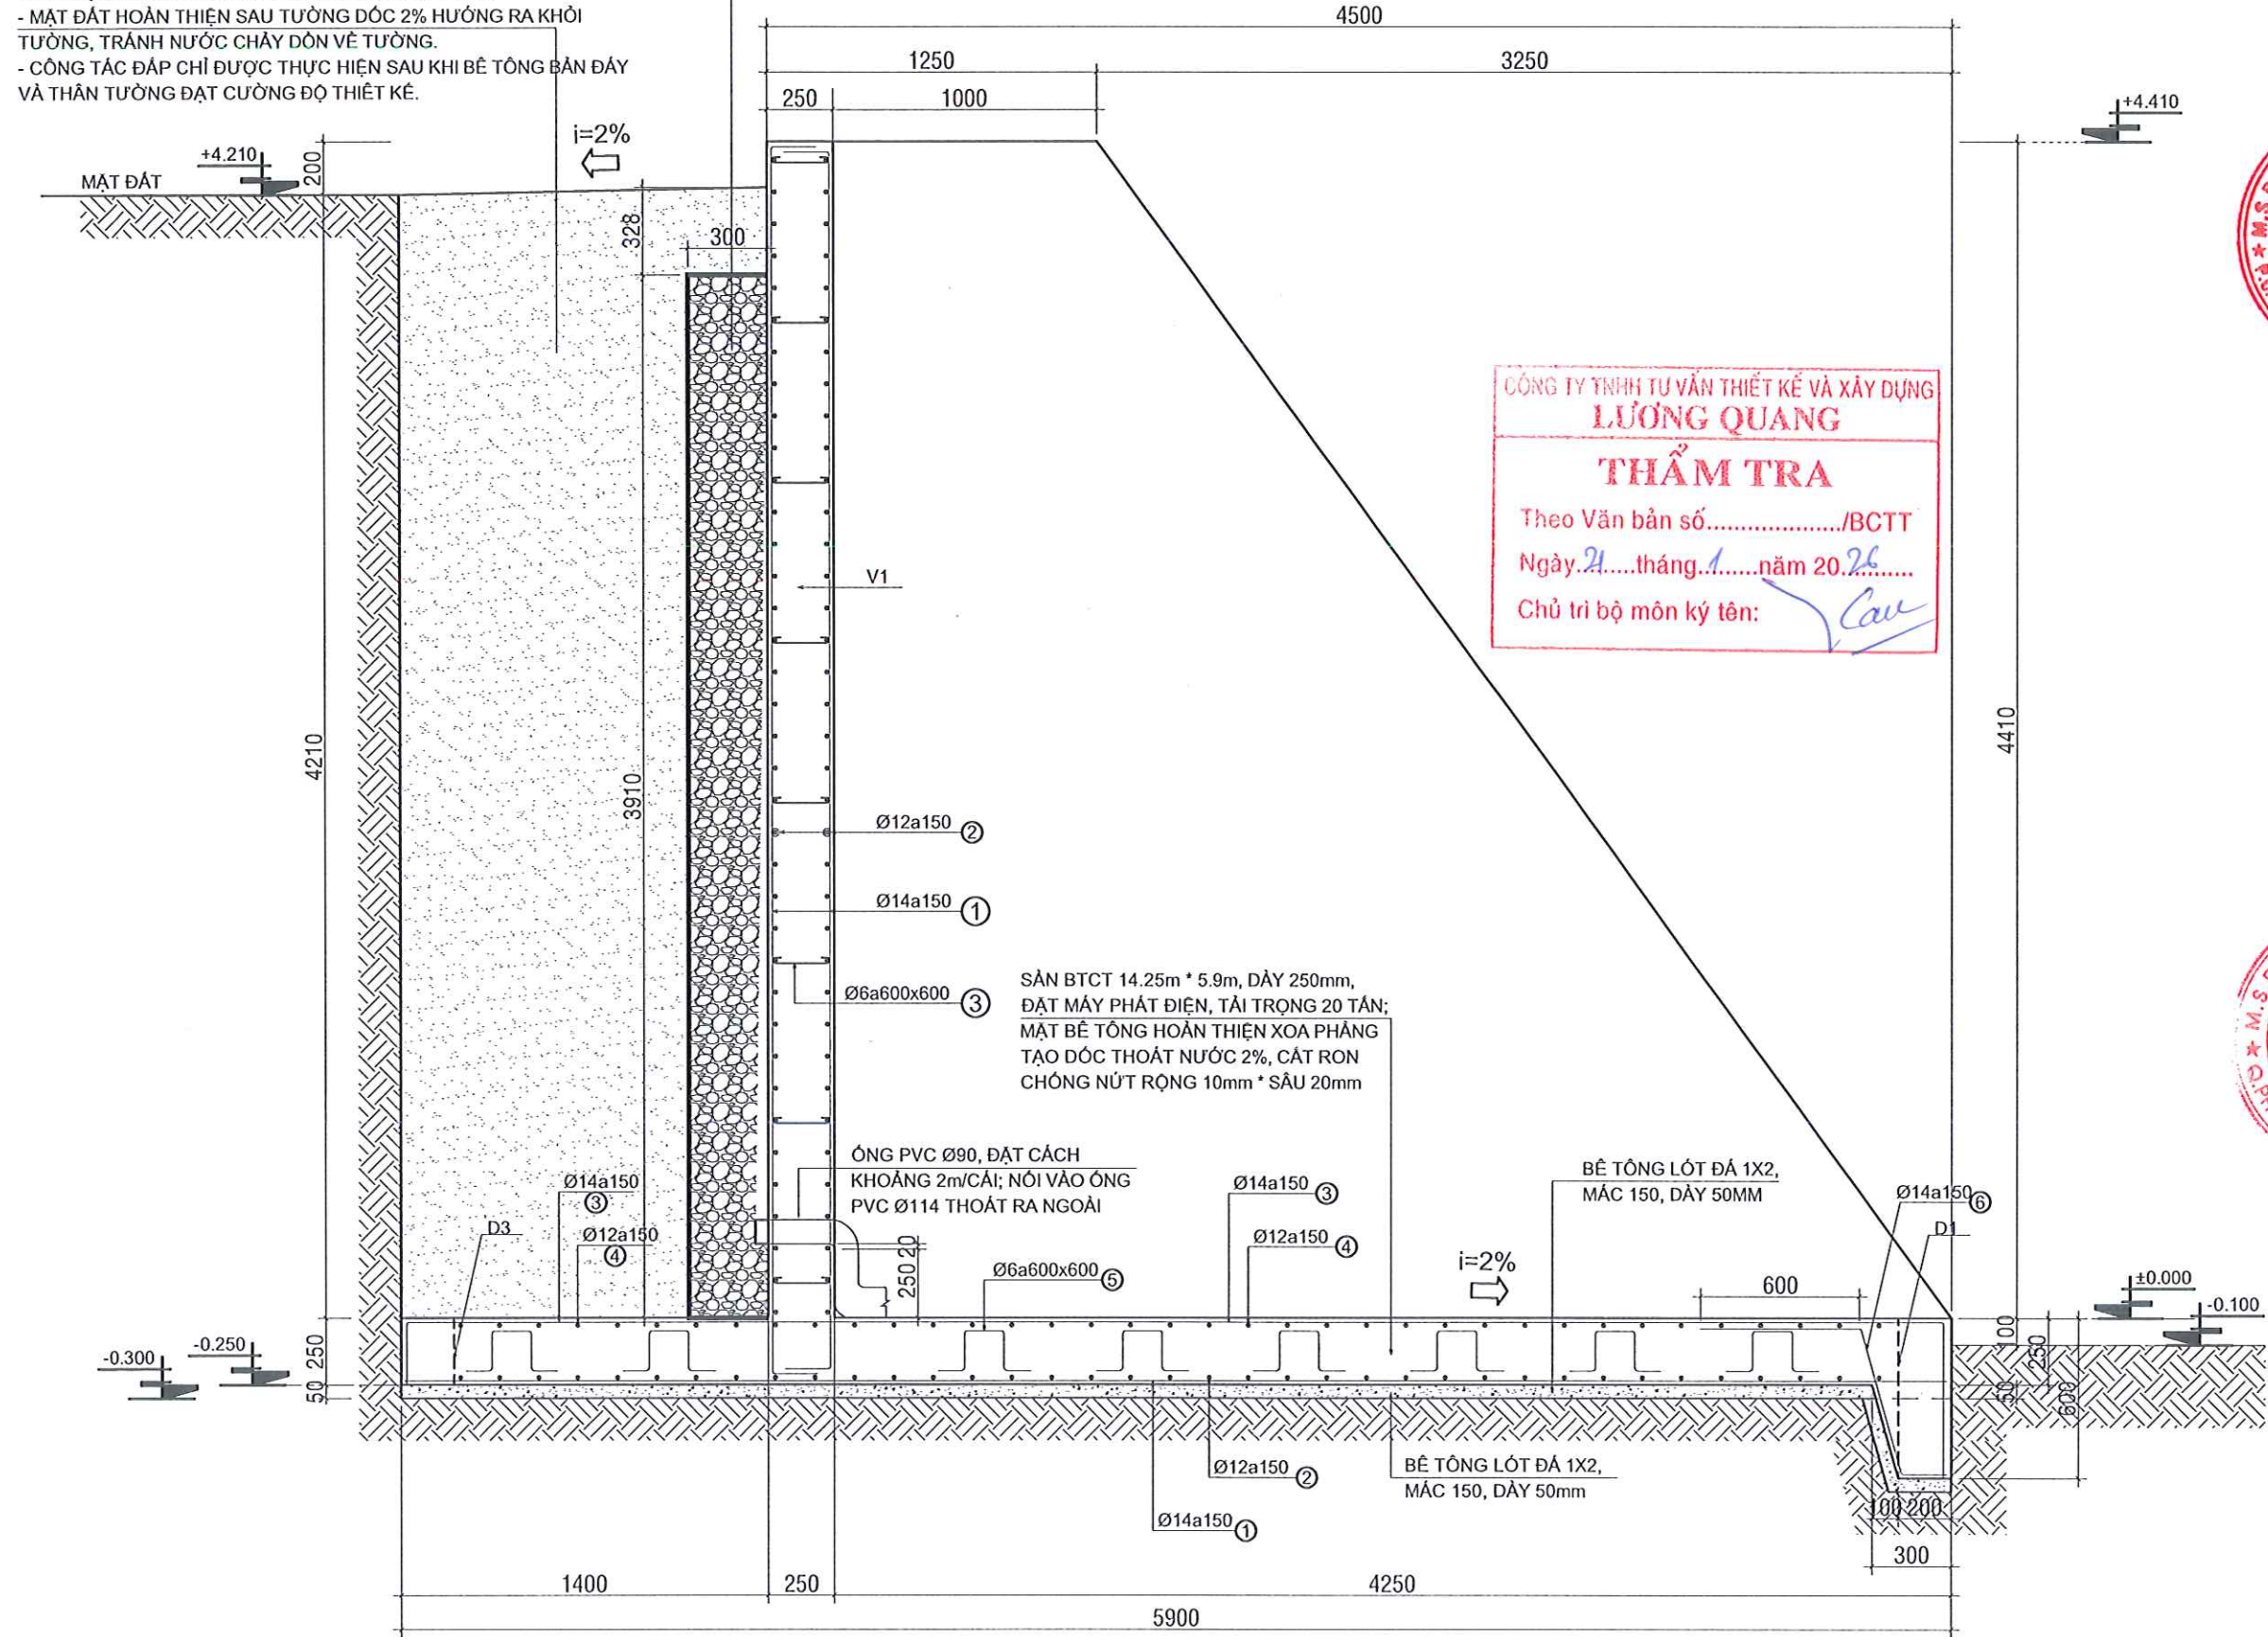 - MẶT ĐẤT HOÀN THIỆN SAU TƯỜNG DỐC 2% HƯỚNG RA KHỎI
TƯỜNG, TRÁNH NƯỚC CHẢY DỒN VỀ TƯỜNG.
- CÔNG TÁC ĐẮP CHỈ ĐƯỢC THỰC HIỆN SAU KHI BÊ TÔNG BẢN ĐÁY
VÀ THÂN TƯỜNG ĐẠT CƯỜNG ĐỘ THIẾT KẾ.
4500
1250
3250
250
1000
+4.410
i=2%
+4.210
200
MẶT ĐẤT
328
300
CÔNG TY TNHH TƯ VẤN THIẾT KẾ VÀ XÂY DỰNG
LƯƠNG QUANG
THẨM TRA
Theo Văn bản số..................../BCTT
Ngày.21.....tháng.1......năm 20.26..........
Chủ trì bộ môn ký tên:
V1
4210
3910
4410
Ø12a150 2
Ø14a150 1
Ø6a600x600 3
SÀN BTCT 14.25m * 5.9m, DÀY 250mm,
ĐẶT MÁY PHÁT ĐIỆN, TẢI TRỌNG 20 TẤN;
MẶT BÊ TÔNG HOÀN THIỆN XOA PHẲNG
TẠO DỐC THOÁT NƯỚC 2%, CẮT RON
CHỐNG NỨT RỘNG 10mm * SÂU 20mm
ỐNG PVC Ø90, ĐẶT CÁCH
KHOẢNG 2m/CÁI; NỐI VÀO ỐNG
PVC Ø114 THOÁT RA NGOÀI
Ø14a150
3
D3
Ø12a150
4
Ø14a150 3
Ø12a150 4
Ø6a600x600 5
250 20
BÊ TÔNG LÓT ĐÁ 1X2,
MÁC 150, DÀY 50MM
Ø14a150 6
D1
i=2%
600
±0.000
-0.100
100
250
50
600
-0.300
-0.250
250
50
Ø12a150 2
Ø14a150 1
BÊ TÔNG LÓT ĐÁ 1X2,
MÁC 150, DÀY 50mm
100 200
300
1400
250
4250
5900
M.S
M.S